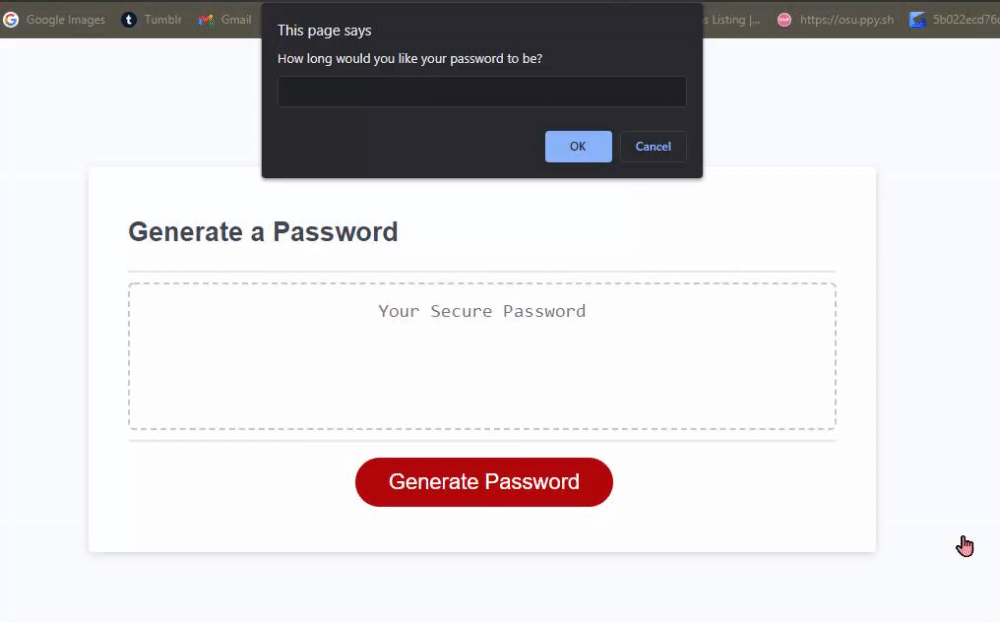 Google Images
Tumblr
Gmail
s Listing |...
https://osu.ppy.sh
5b022ecd76
This page says
How long would you like your password to be?
OK
Cancel
Generate a Password
Your Secure Password
Generate Password